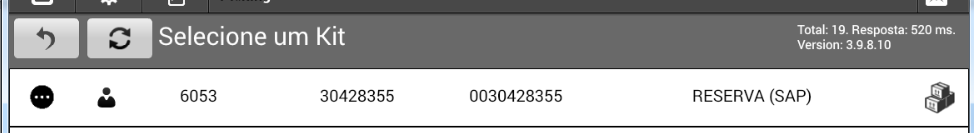 Selecione um Kit
Total: 19. Resposta: 520 ms.
Version: 3.9.8.10
6053 30428355 0030428355 RESERVA (SAP)